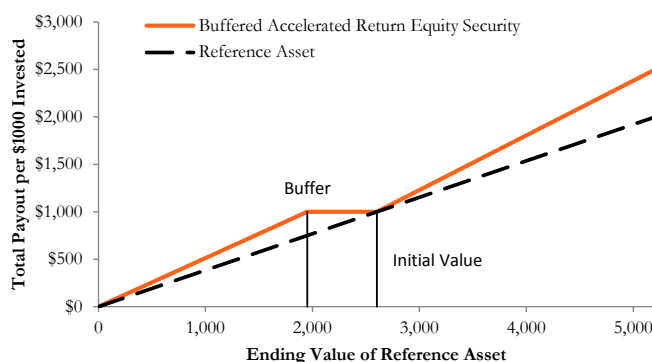 $3,000
$2,500
$2,000
$1,500
$1,000
$500
$0
Total Payout per $1000 Invested
Buffered Accelerated Return Equity Security
Reference Asset
Buffer
Initial Value
0
1,000
2,000
3,000
4,000
5,000
Ending Value of Reference Asset